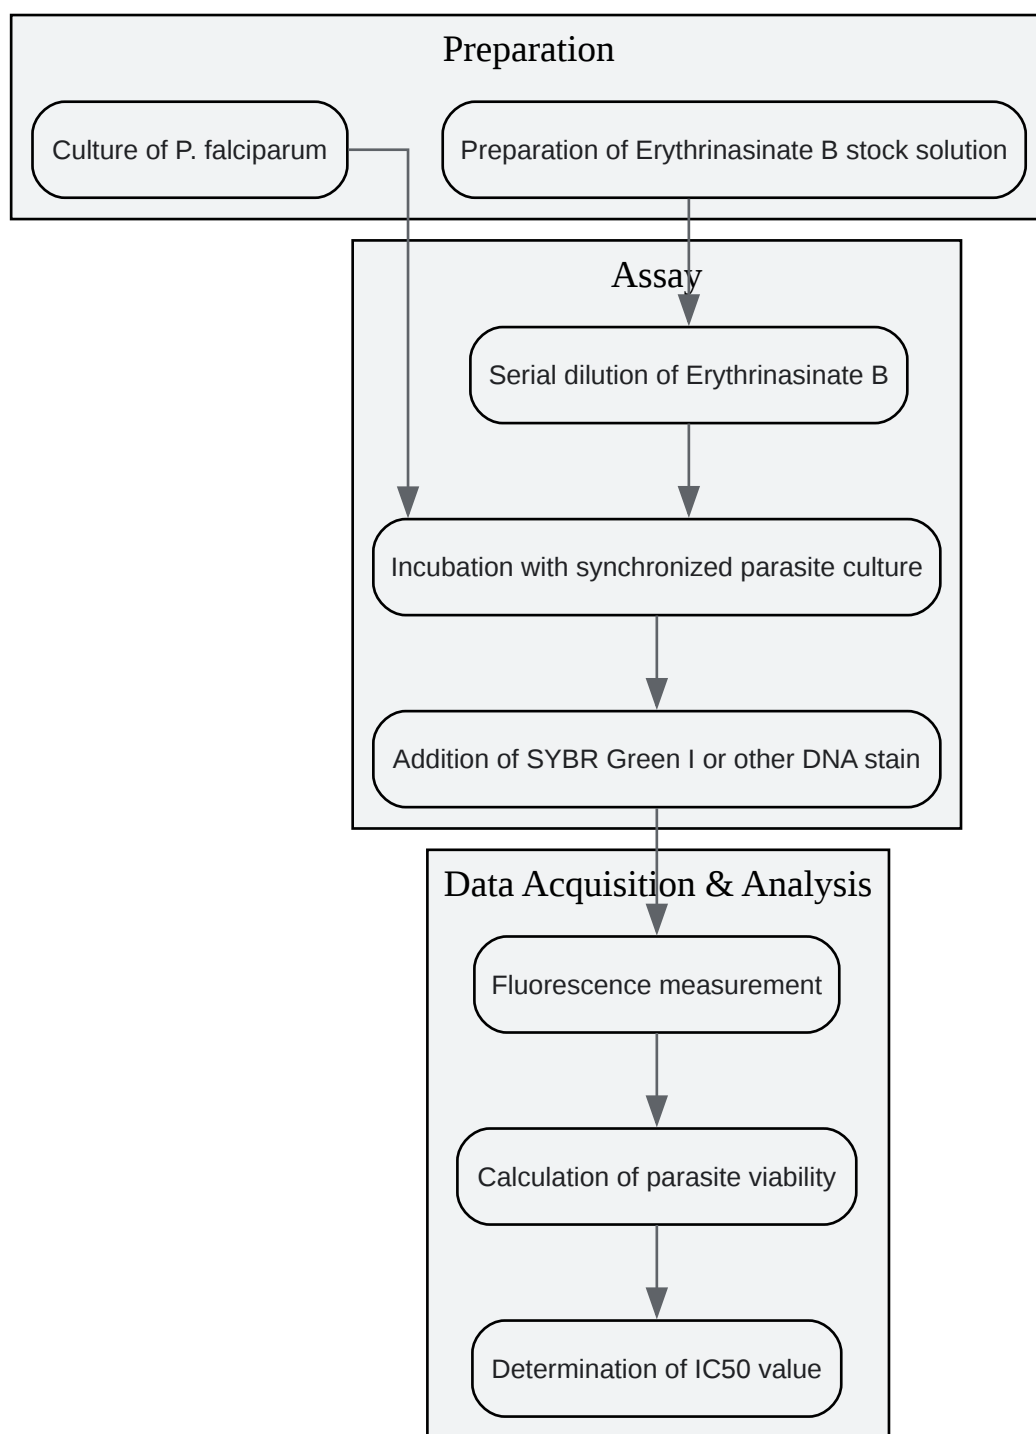 Preparation
Culture of P. falciparum
Preparation of Erythrinasinate B stock solution
Assay
Serial dilution of Erythrinasinate B
Incubation with synchronized parasite culture
Addition of SYBR Green I or other DNA stain
Data Acquisition & Analysis
Fluorescence measurement
Calculation of parasite viability
Determination of IC50 value